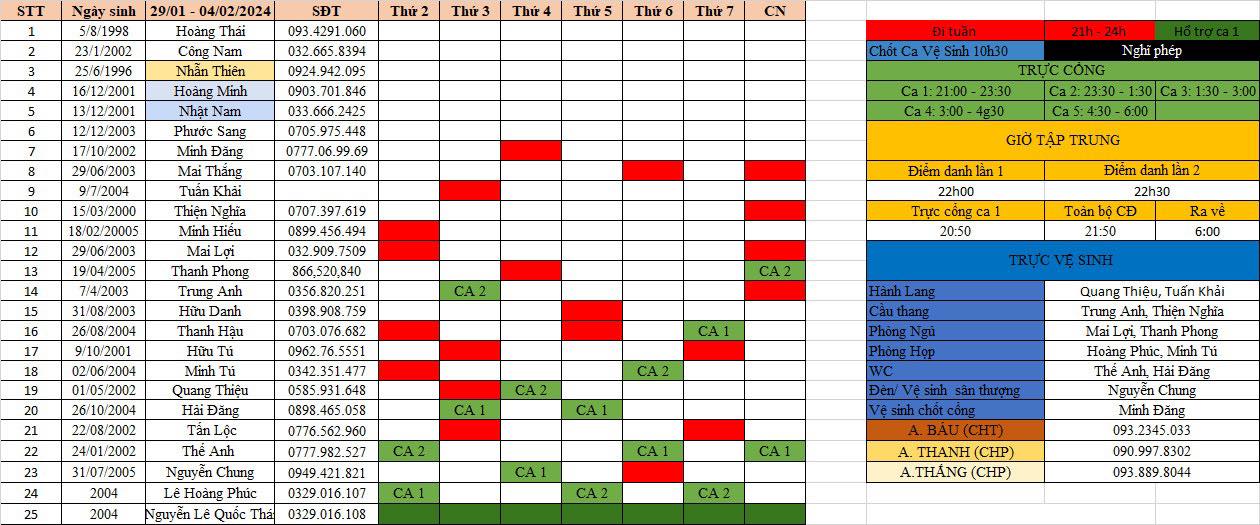 STT Ngày sinh 29/01 - 04/02/2024 SĐT Thứ 2 Thứ 3 Thứ 4 Thứ 5 Thứ 6 Thứ 7 CN
1 5/8/1998 Hoàng Thái 093.4291.060 Đi tuần 21h - 24h Hổ trợ ca 1
2 23/1/2002 Công Nam 032.665.8394 Chốt Ca Vệ Sinh 10h30 Nghĩ phép
3 25/6/1996 Nhẫn Thiên 0924.942.095 TRỰC CỔNG
4 16/12/2001 Hoàng Minh 0903.701.846 Ca 1: 21:00 - 23:30 Ca 2: 23:30 - 1:30 Ca 3: 1:30 - 3:00
5 13/12/2001 Nhật Nam 033.666.2425 Ca 4: 3:00 - 4g30 Ca 5: 4:30 - 6:00
6 12/12/2003 Phước Sang 0705.975.448
GIỜ TẬP TRUNG
7 17/10/2002 Minh Đăng 0777.06.99.69
8 29/06/2003 Mai Thắng 0703.107.140 Điểm danh lần 1 Điểm danh lần 2
9 9/7/2004 Tuấn Khải 22h00 22h30
10 15/03/2000 Thiện Nghĩa 0707.397.619 Trực cổng ca 1 Toàn bộ CĐ Ra về
11 18/02/20005 Minh Hiếu 0899.456.494 20:50 21:50 6:00
12 29/06/2003 Mai Lợi 032.909.7509
TRỰC VỆ SINH
13 19/04/2005 Thanh Phong 866,520,840 CA 2
14 7/4/2003 Trung Anh 0356.820.251 CA 2 Hành Lang Quang Thiệu, Tuấn Khải
15 31/08/2003 Hữu Danh 0398.908.759 Cầu thang Trung Anh, Thiện Nghĩa
16 26/08/2004 Thanh Hậu 0703.076.682 CA 1 Phòng Ngủ Mai Lợi, Thanh Phong
17 9/10/2001 Hữu Tú 0962.76.5551 Phòng Họp Hoàng Phúc, Minh Tú
18 02/06/2004 Minh Tú 0342.351.477 CA 2 WC Thế Anh, Hải Đăng
19 01/05/2002 Quang Thiệu 0585.931.648 CA 2 Đèn/ Vệ sinh sân thượng Nguyễn Chung
20 26/10/2004 Hải Đăng 0898.465.058 CA 1 CA 1 Vệ sinh chốt cổng Minh Đăng
21 22/08/2002 Tấn Lộc 0776.562.960 A. BÁU (CHT) 093.2345.033
22 24/01/2002 Thế Anh 0777.982.527 CA 2 CA 1 CA 1 A. THANH (CHP) 090.997.8302
23 31/07/2005 Nguyễn Chung 0949.421.821 CA 1 A.THẮNG (CHP) 093.889.8044
24 2004 Lê Hoàng Phúc 0329.016.107 CA 1 CA 2 CA 2
25 2004 Nguyễn Lê Quốc Thá 0329.016.108